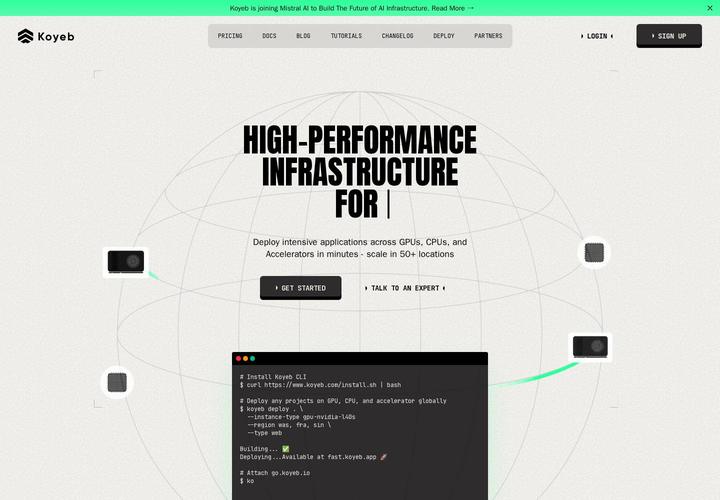 Koyeb is joining Mistral AI to Build The Future of AI Infrastructure. Read More →
Koyeb
PRICING DOCS BLOG TUTORIALS CHANGELOG DEPLOY PARTNERS
LOGIN
SIGN UP
HIGH-PERFORMANCE
INFRASTRUCTURE
FOR
Deploy intensive applications across GPUs, CPUs, and
Accelerators in minutes - scale in 50+ locations
GET STARTED
TALK TO AN EXPERT
# Install Koyeb CLI
$ curl https://www.koyeb.com/install.sh | bash
# Deploy any projects on GPU, CPU, and accelerator globally
$ koyeb deploy . \
--instance-type gpu-nvidia-l40s
--region was, fra, sin \
--type web
Building... ✅
Deploying...Available at fast.koyeb.app 🚀
# Attach go.koyeb.io
$ ko